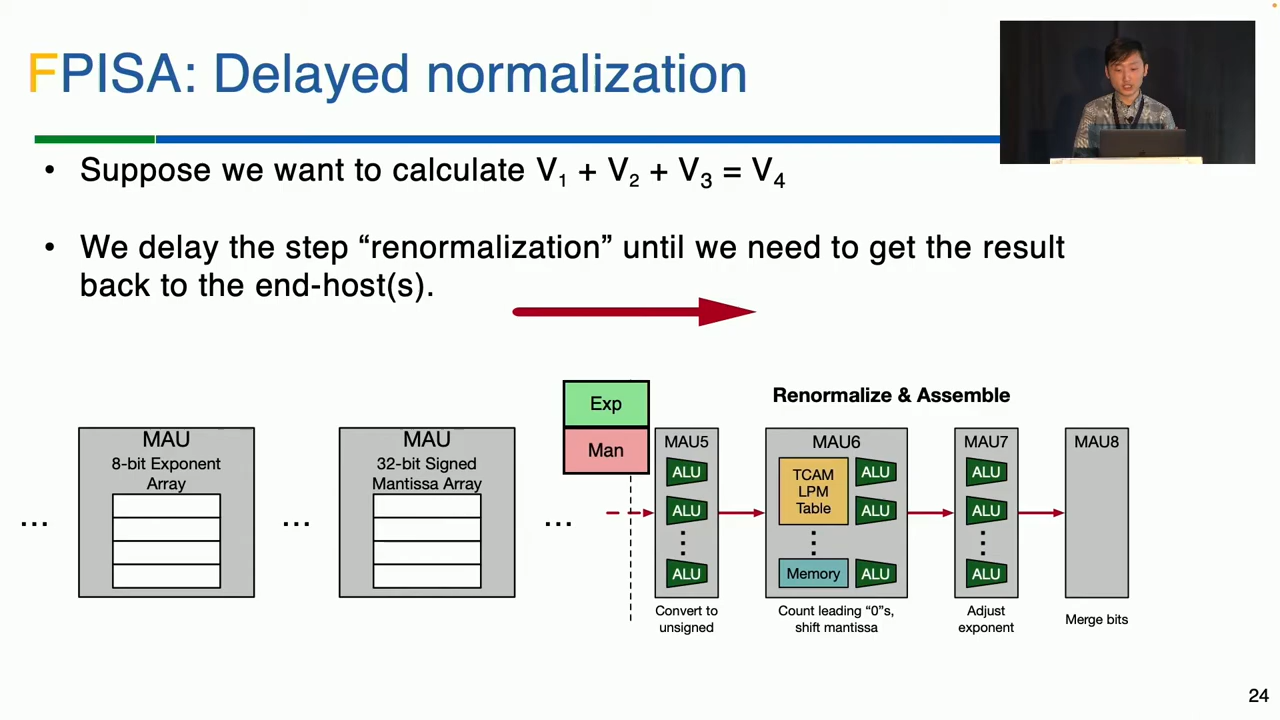 FPISA: Delayed normalization
• Suppose we want to calculate V₁ + V₂ + V₃ = V₄
• We delay the step “renormalization” until we need to get the result
back to the end-host(s).
Renormalize & Assemble
Exp
Man
MAU
8-bit Exponent
Array
MAU
32-bit Signed
Mantissa Array
MAU5
ALU
ALU
ALU
Convert to
unsigned
MAU6
TCAM
LPM
Table
Memory
ALU
ALU
ALU
Count leading “0”s,
shift mantissa
MAU7
ALU
ALU
ALU
Adjust
exponent
MAU8
Merge bits
...
...
...
24